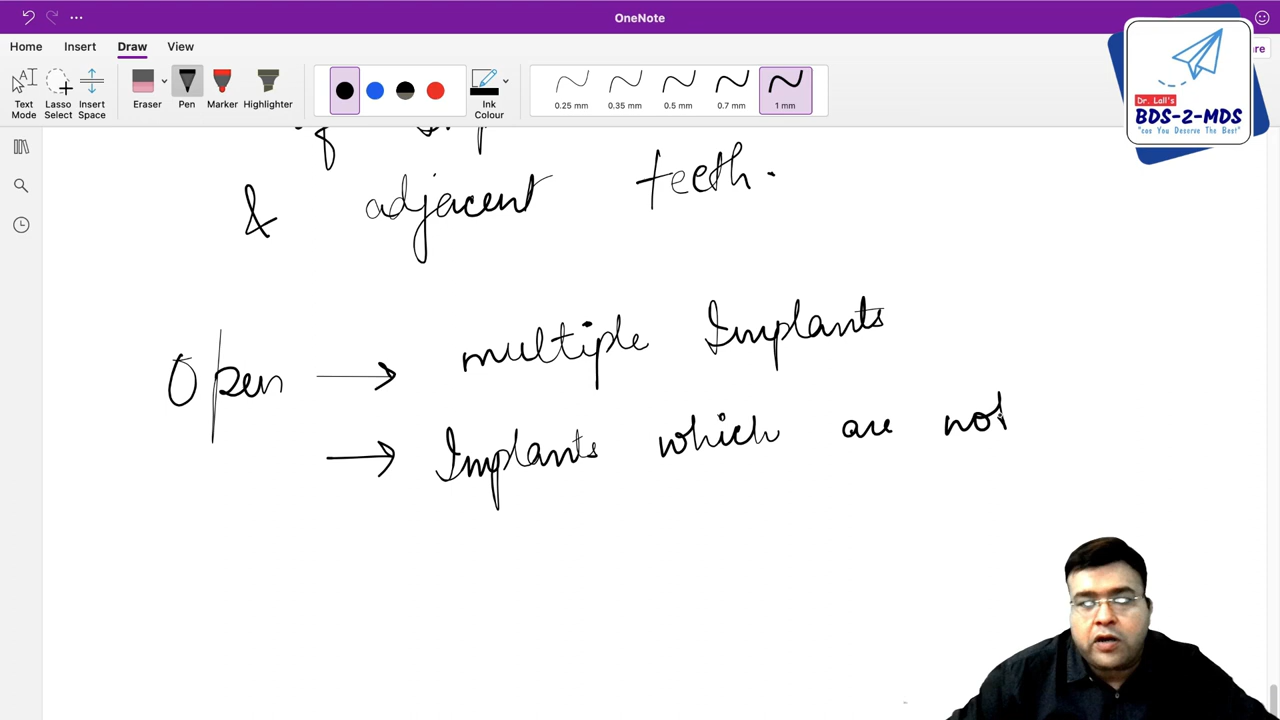 OneNote
Home Insert Draw View
Text Mode
Lasso Select
Insert Space
Eraser
Pen
Marker
Highlighter
Ink Colour
0.25 mm
0.35 mm
0.5 mm
0.7 mm
1 mm
Dr. Lall's
BDS-2-MDS
"cos You Deserve The Best"
& adjacent teeth.
Open → multiple Implants
→ Implants which are not